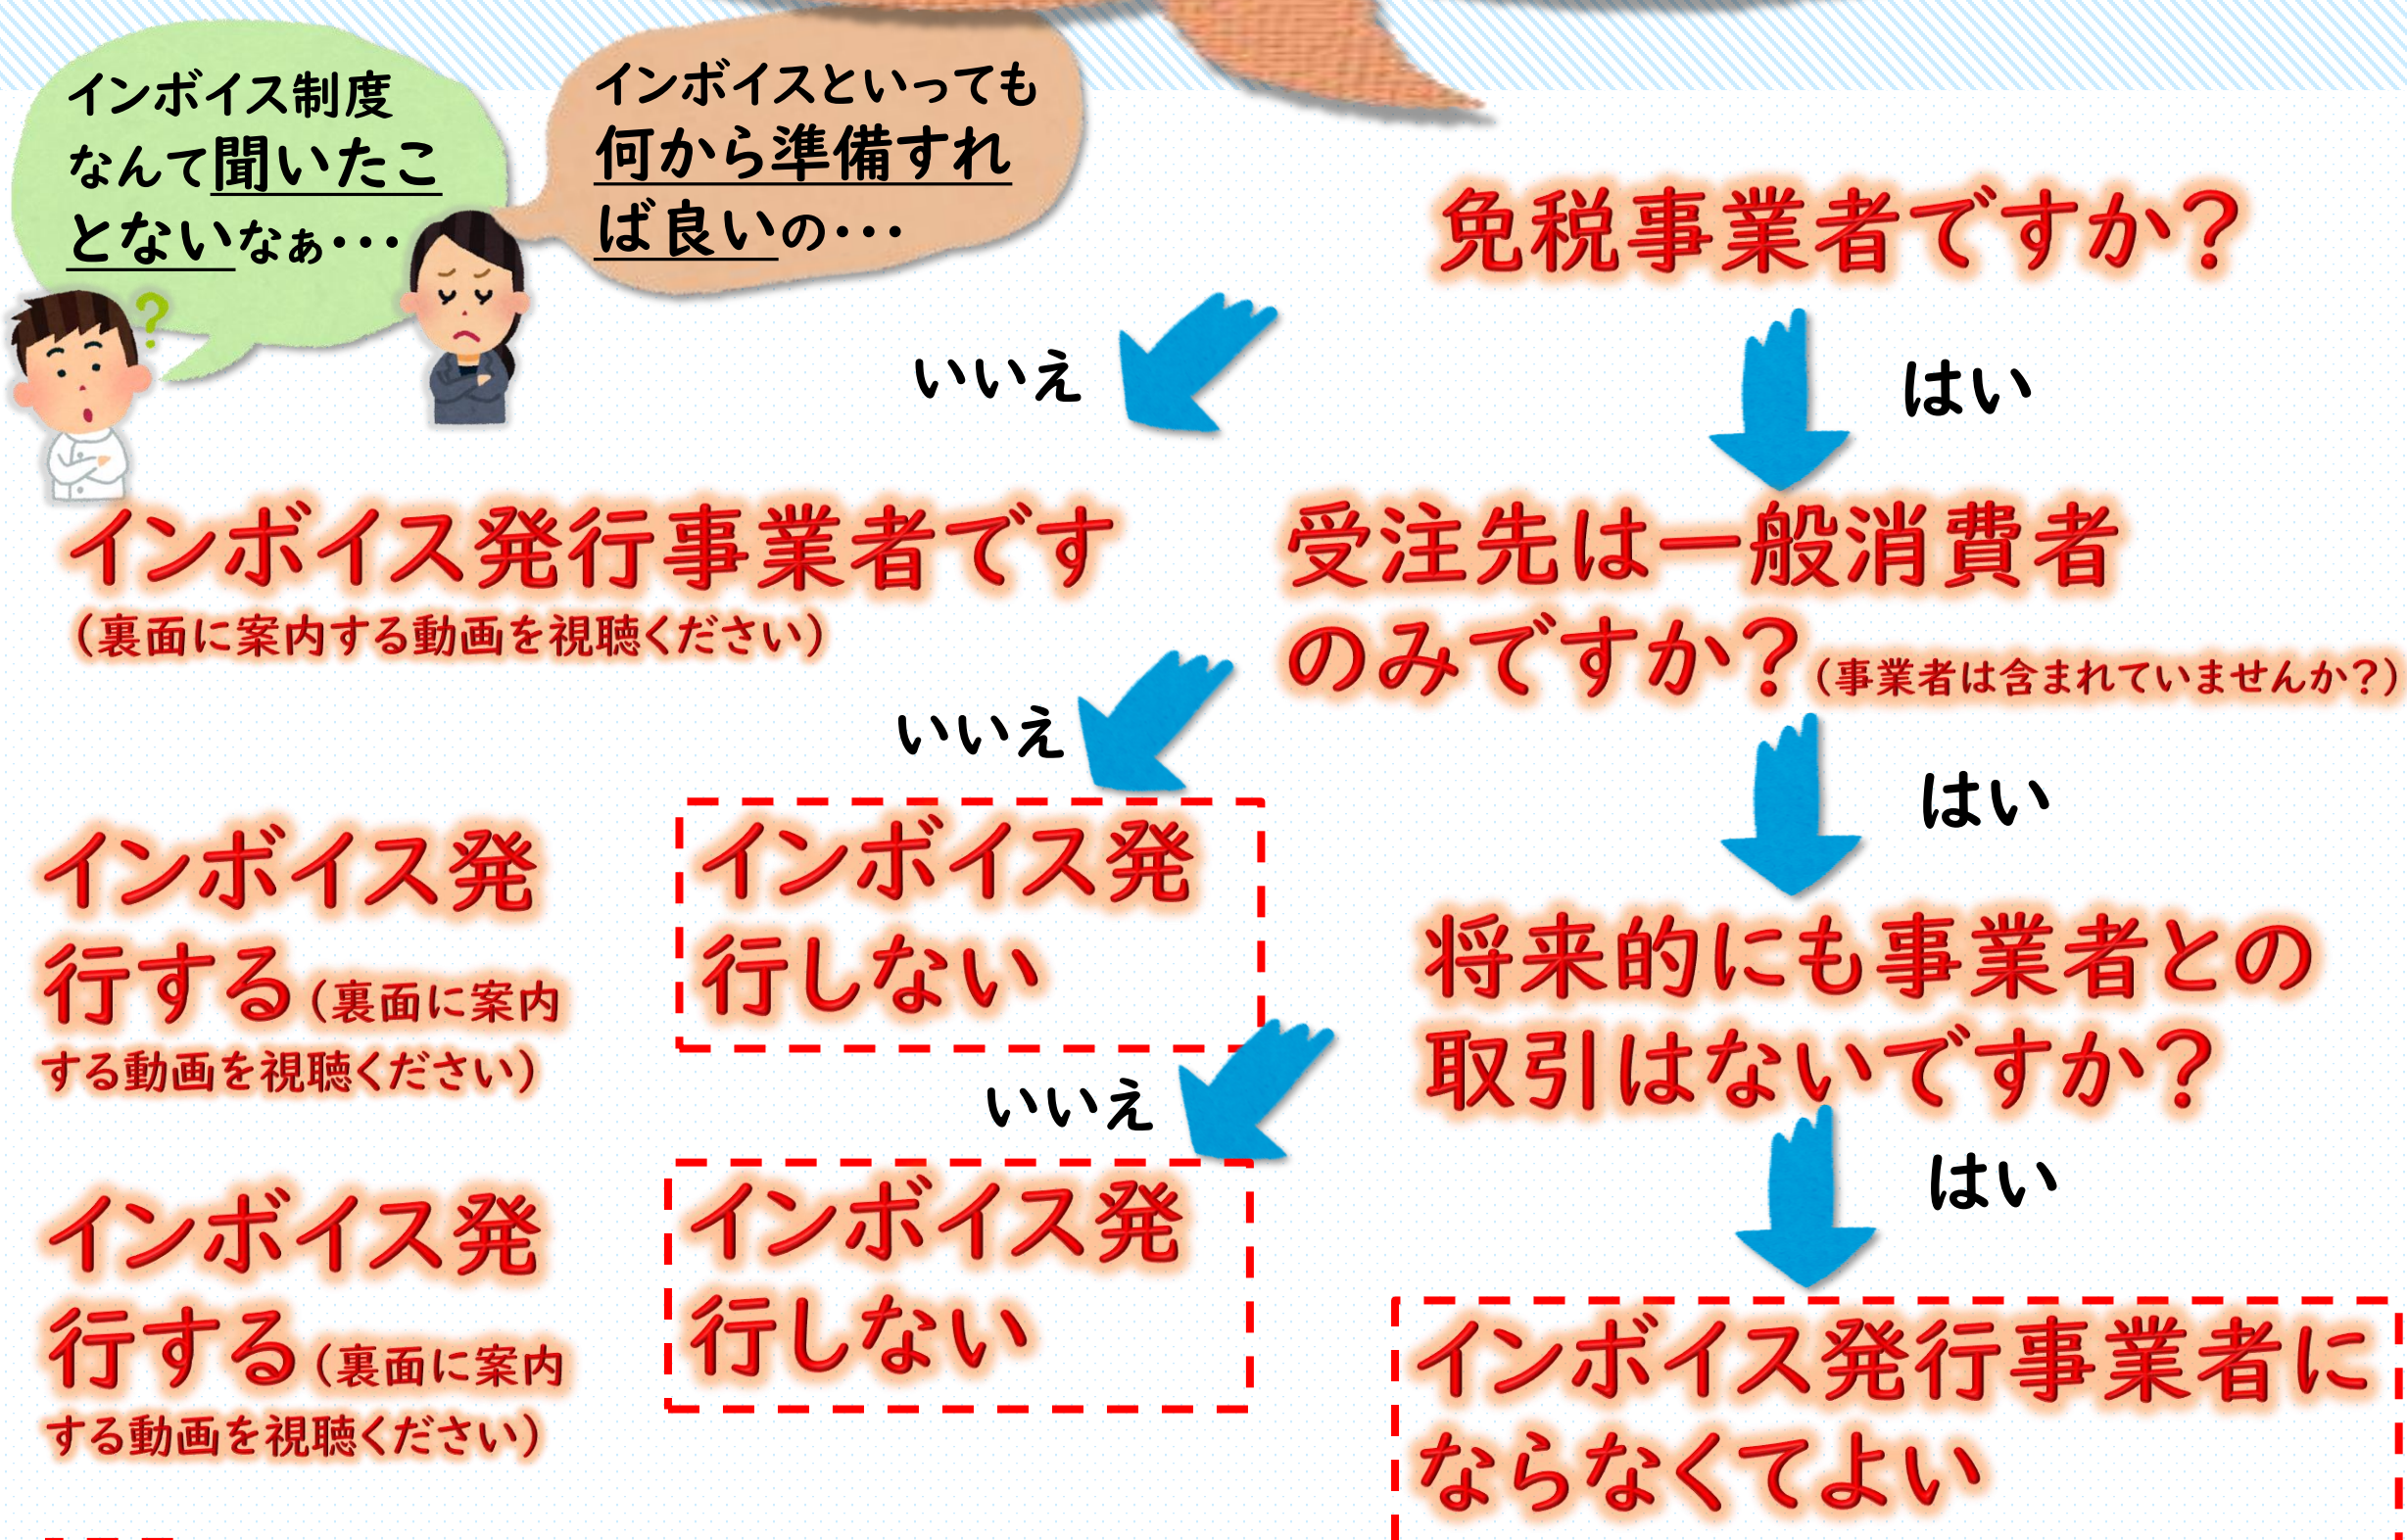 インボイス制度
なんて聞いたこ
とないなぁ・・・
インボイスといっても
何から準備すれ
ば良いの・・・
?
免税事業者ですか？
いいえ
はい
インボイス発行事業者です
（裏面に案内する動画を視聴ください）
受注先は一般消費者
のみですか？（事業者は含まれていませんか？）
いいえ
はい
インボイス発
行する（裏面に案内
する動画を視聴ください）
インボイス発
行しない
将来的にも事業者との
取引はないですか？
いいえ
はい
インボイス発
行する（裏面に案内
する動画を視聴ください）
インボイス発
行しない
インボイス発行事業者に
ならなくてよい